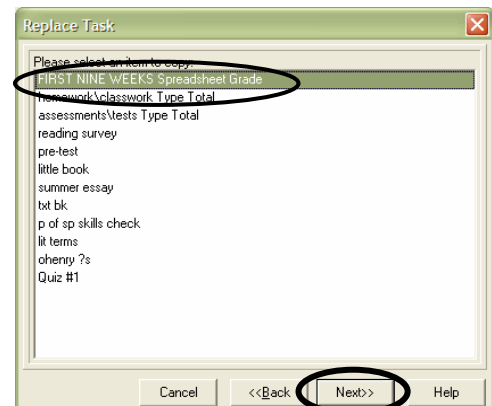 Replace Task
Please select an item to copy:
FIRST NINE WEEKS Spreadsheet Grade
homework\classwork Type Total
assessments\tests Type Total
reading survey
pre-test
little book
summer essay
txt bk
p of sp skills check
lit terms
ohenry ?s
Quiz #1
Cancel <<Back Next>> Help